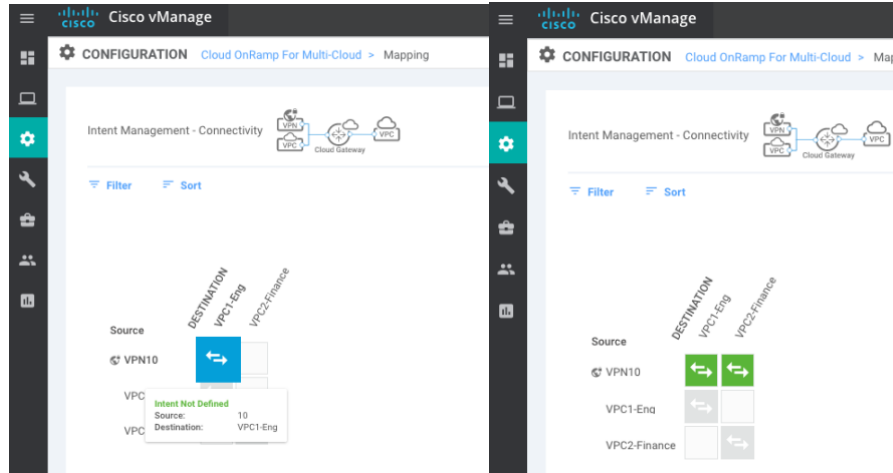 CISCO Cisco vManage
CONFIGURATION Cloud OnRamp For Multi-Cloud > Mapping
Intent Management - Connectivity
VPN
VPC
Cloud Gateway
VPC
Filter Sort
DESTINATION
VPC1-Eng
VPC2-Finance
Source
VPN10
VPC
Intent Not Defined
Source: 10
Destination: VPC1-Eng
VPC
CISCO Cisco vManage
CONFIGURATION Cloud OnRamp For Multi-Cloud > Map
Intent Management - Connectivity
VPN
VPC
Cloud Gateway
VPC
Filter Sort
DESTINATION
VPC1-Eng
VPC2-Finance
Source
VPN10
VPC1-Eng
VPC2-Finance